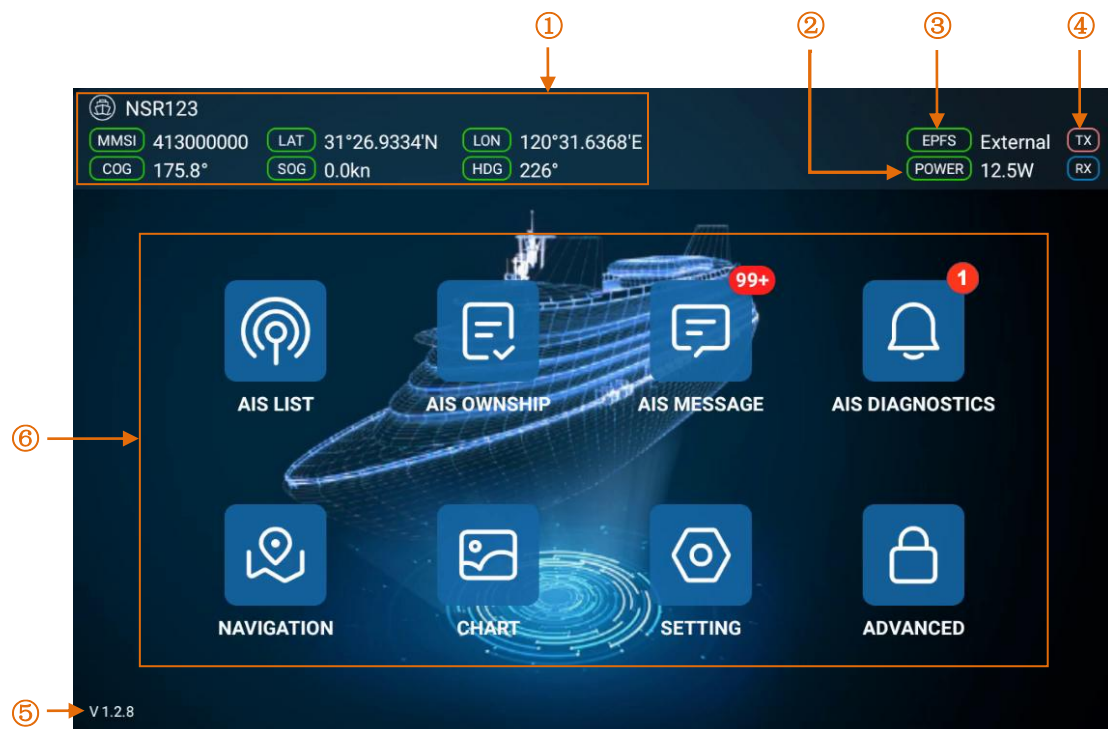 ① ② ③ ④
NSR123
MMSI 413000000 LAT 31°26.9334'N LON 120°31.6368'E EPFS External TX
COG 175.8° SOG 0.0kn HDG 226° POWER 12.5W RX
99+ 1
AIS LIST AIS OWNSHIP AIS MESSAGE AIS DIAGNOSTICS
⑥
NAVIGATION CHART SETTING ADVANCED
⑤ V 1.2.8